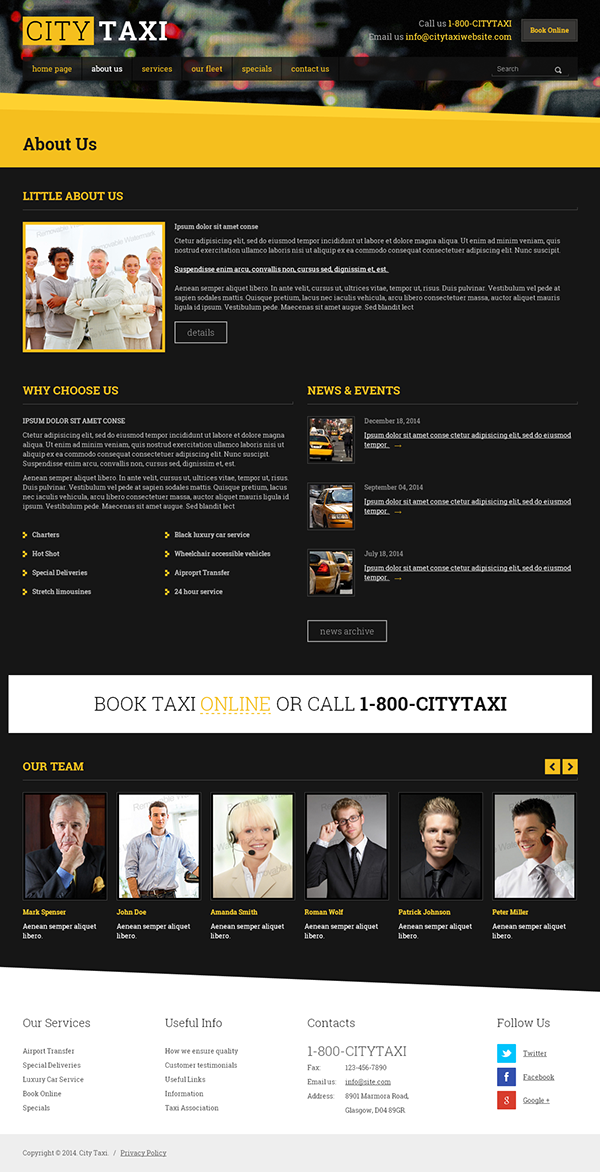 CITY TAXI
Call us 1-800-CITYTAXI
Email us info@citytaxiwebsite.com
Book Online
home page about us services our fleet specials contact us
Search
About Us
LITTLE ABOUT US
Ipsum dolor sit amet conse
Ctetur adipisicing elit, sed do eiusmod tempor incididunt ut labore et dolore magna aliqua. Ut enim ad minim veniam, quis
nostrud exercitation ullamco laboris nisi ut aliquip ex ea commodo consequat consectetuer adipiscing elit. Nunc suscipit.
Suspendisse enim arcu, convallis non, cursus sed, dignissim et, est.
Aenean semper aliquet libero. In ante velit, cursus ut, ultrices vitae, tempor ut, risus. Duis pulvinar. Vestibulum vel pede at
sapien sodales mattis. Quisque pretium, lacus nec iaculis vehicula, arcu libero consectetuer massa, auctor aliquet mauris
ligula id ipsum. Vestibulum pede. Maecenas sit amet augue. Sed blandit lect
details
WHY CHOOSE US
IPSUM DOLOR SIT AMET CONSE
Ctetur adipisicing elit, sed do eiusmod tempor incididunt ut labore et dolore magna
aliqua. Ut enim ad minim veniam, quis nostrud exercitation ullamco laboris nisi ut
aliquip ex ea commodo consequat consectetuer adipiscing elit. Nunc suscipit.
Suspendisse enim arcu, convallis non, cursus sed, dignissim et, est.
Aenean semper aliquet libero. In ante velit, cursus ut, ultrices vitae, tempor ut, risus.
Duis pulvinar. Vestibulum vel pede at sapien sodales mattis. Quisque pretium, lacus
nec iaculis vehicula, arcu libero consectetuer massa, auctor aliquet mauris ligula id
ipsum. Vestibulum pede. Maecenas sit amet augue. Sed blandit lect
Charters
Black luxury car service
Hot Shot
Wheelchair accessible vehicles
Special Deliveries
Aiproprt Transfer
Stretch limousines
24 hour service
NEWS & EVENTS
December 18, 2014
Ipsum dolor sit amet conse ctetur adipisicing elit, sed do eiusmod
tempor. →
September 04, 2014
Ipsum dolor sit amet conse ctetur adipisicing elit, sed do eiusmod
tempor. →
July 18, 2014
Ipsum dolor sit amet conse ctetur adipisicing elit, sed do eiusmod
tempor. →
news archive
BOOK TAXI ONLINE OR CALL 1-800-CITYTAXI
OUR TEAM
Mark Spenser
Aenean semper aliquet
libero.
John Doe
Aenean semper aliquet
libero.
Amanda Smith
Aenean semper aliquet
libero.
Roman Wolf
Aenean semper aliquet
libero.
Patrick Johnson
Aenean semper aliquet
libero.
Peter Miller
Aenean semper aliquet
libero.
Our Services
Airport Transfer
Special Deliveries
Luxury Car Service
Book Online
Specials
Useful Info
How we ensure quality
Customer testimonials
Useful Links
Information
Taxi Association
Contacts
1-800-CITYTAXI
Fax: 123-456-7890
Email us: info@site.com
Address: 8901 Marmora Road,
Glasgow, D04 89GR
Follow Us
Twitter
Facebook
Google +
Copyright © 2014. City Taxi. / Privacy Policy